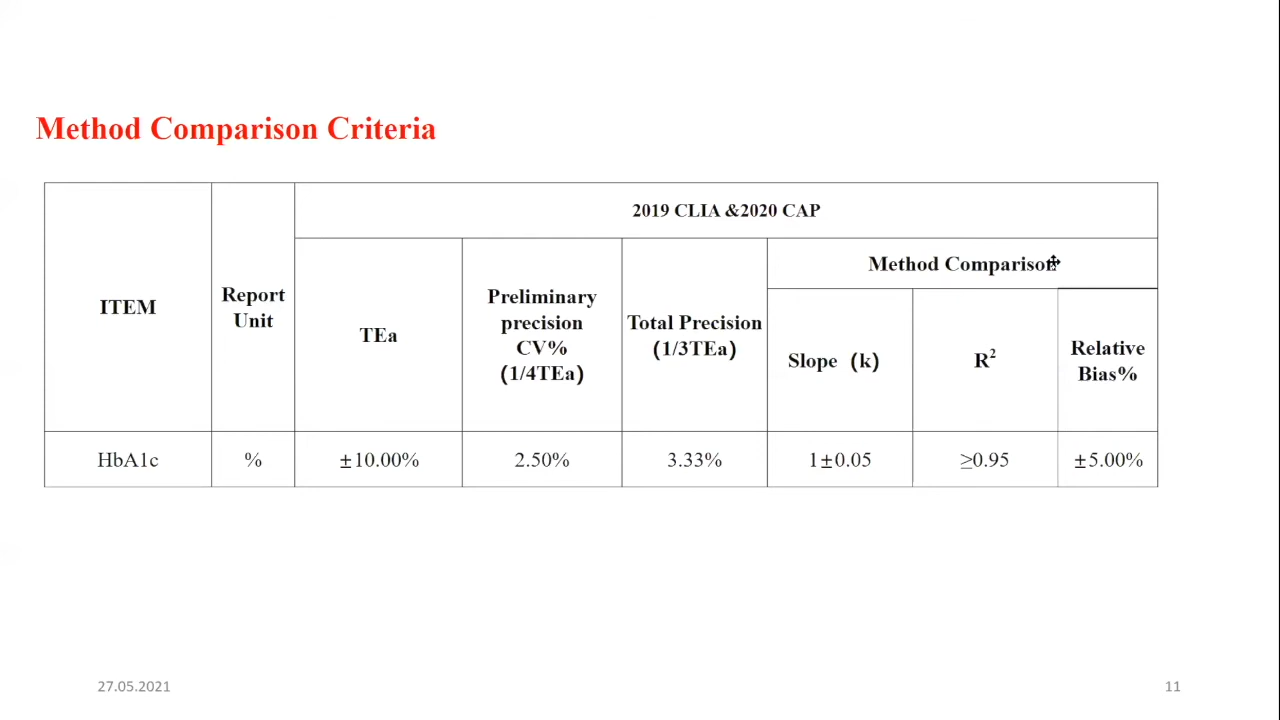 Method Comparison Criteria
2019 CLIA &2020 CAP
ITEM
Report
Unit
TEa
Preliminary
precision
CV%
(1/4TEa)
Total Precision
(1/3TEa)
Method Comparison
Slope (k)
R²
Relative
Bias%
HbA1c
%
±10.00%
2.50%
3.33%
1±0.05
≥0.95
±5.00%
27.05.2021
11